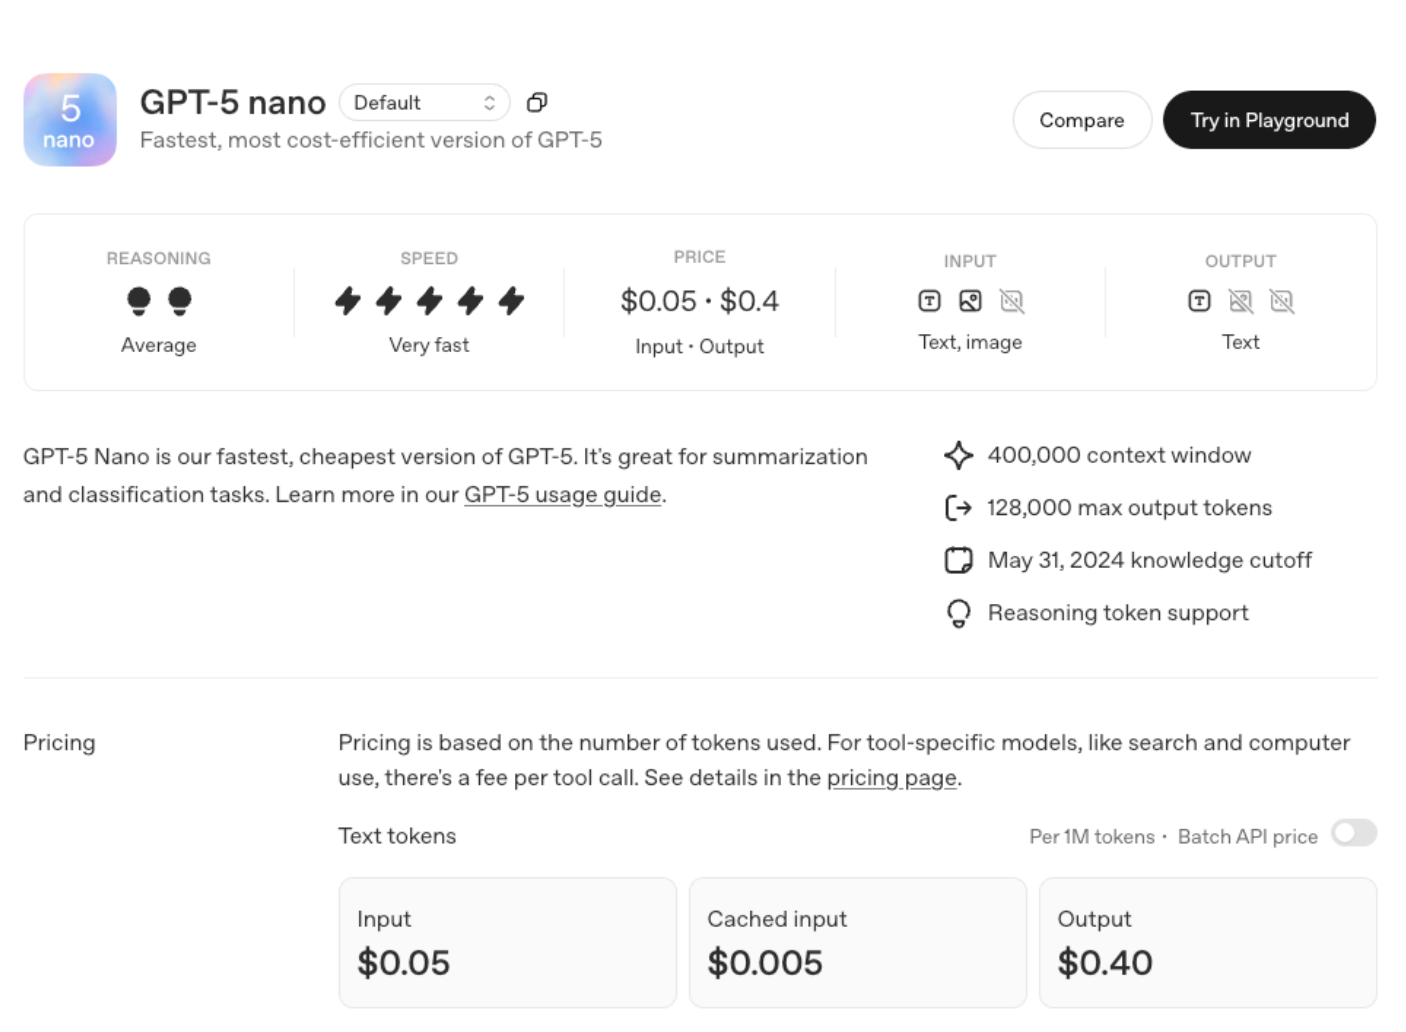 5
nano
GPT-5 nano
Default
Fastest, most cost-efficient version of GPT-5
Compare
Try in Playground
REASONING
Average
SPEED
Very fast
PRICE
$0.05 · $0.4
Input · Output
INPUT
Text, image
OUTPUT
Text
GPT-5 Nano is our fastest, cheapest version of GPT-5. It's great for summarization
and classification tasks. Learn more in our GPT-5 usage guide.
400,000 context window
128,000 max output tokens
May 31, 2024 knowledge cutoff
Reasoning token support
Pricing
Pricing is based on the number of tokens used. For tool-specific models, like search and computer
use, there's a fee per tool call. See details in the pricing page.
Text tokens
Per 1M tokens · Batch API price
Input
$0.05
Cached input
$0.005
Output
$0.40